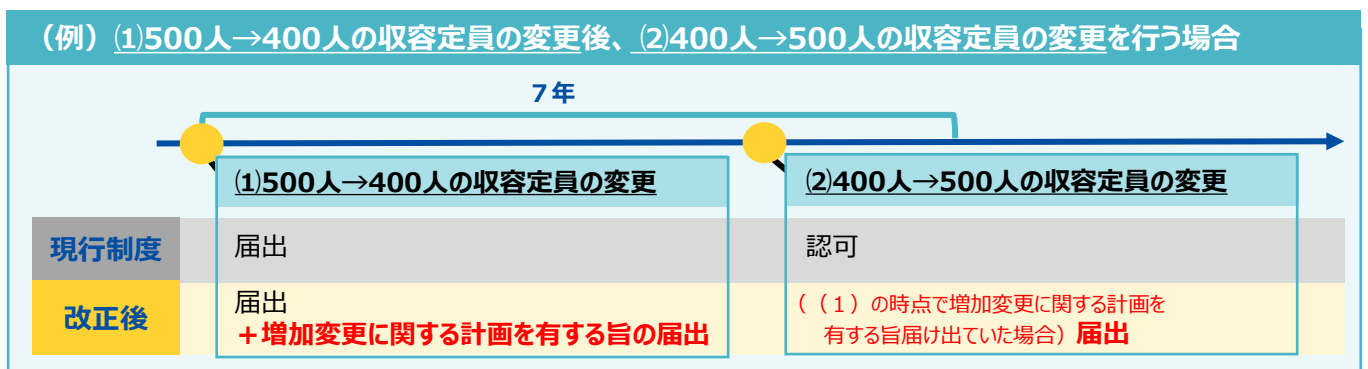 （例）⑴500人→400人の収容定員の変更後、⑵400人→500人の収容定員の変更を行う場合
７年
⑴500人→400人の収容定員の変更
⑵400人→500人の収容定員の変更
現行制度
届出
認可
改正後
届出
＋増加変更に関する計画を有する旨の届出
（（１）の時点で増加変更に関する計画を
有する旨届け出ていた場合）届出